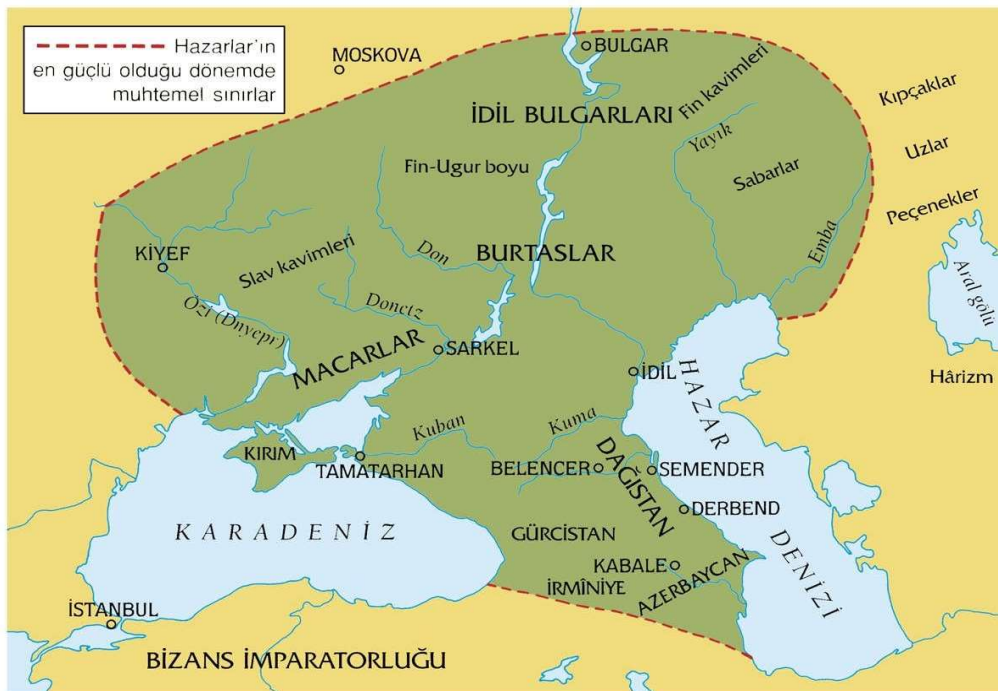 Hazarlar'ın
en güçlü olduğu dönemde
muhtemel sınırlar
MOSKOVA
BULGAR
İDİL BULGARLARI
Fin kavimleri
Kıpçaklar
Uzlar
Peçenekler
Yayık
Sabarlar
Emba
Fin-Ugur boyu
BURTASLAR
Aral gölü
Hârizm
KİYEF
Slav kavimleri
Don
Donetz
Özi (Dnyepr)
MACARLAR
SARKEL
İDİL
HAZAR DENİZİ
KIRIM
TAMATARHAN
Kuban
Kuma
BELENCER
DAĞISTAN
SEMENDER
DERBEND
KARADENİZ
GÜRCİSTAN
KABALE
İRMÎNİYE
AZERBAYCAN
İSTANBUL
BİZANS İMPARATORLUĞU